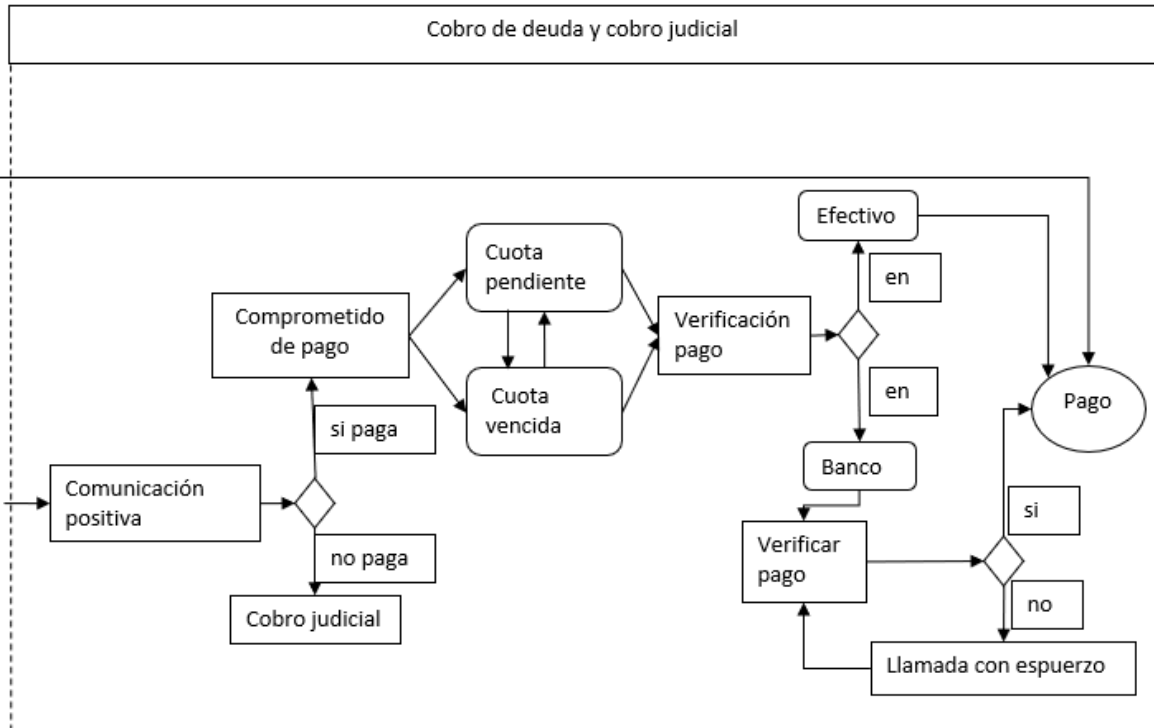 Cobro de deuda y cobro judicial
Efectivo
Cuota
pendiente
en
Comprometido
de pago
Verificación
pago
Cuota
vencida
en
Pago
si paga
Banco
Comunicación
positiva
si
no paga
Verificar
pago
Cobro judicial
no
Llamada con espuerzo